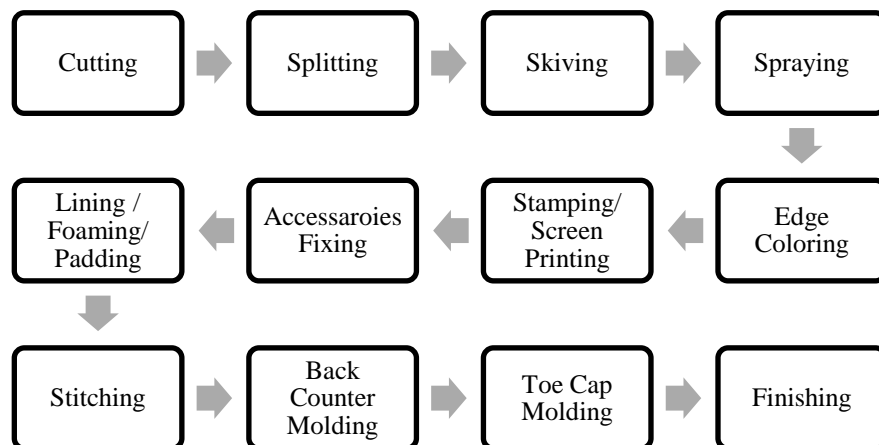 Cutting
Splitting
Skiving
Spraying
Edge
Coloring
Stamping/
Screen
Printing
Accessaroies
Fixing
Lining /
Foaming/
Padding
Stitching
Back
Counter
Molding
Toe Cap
Molding
Finishing